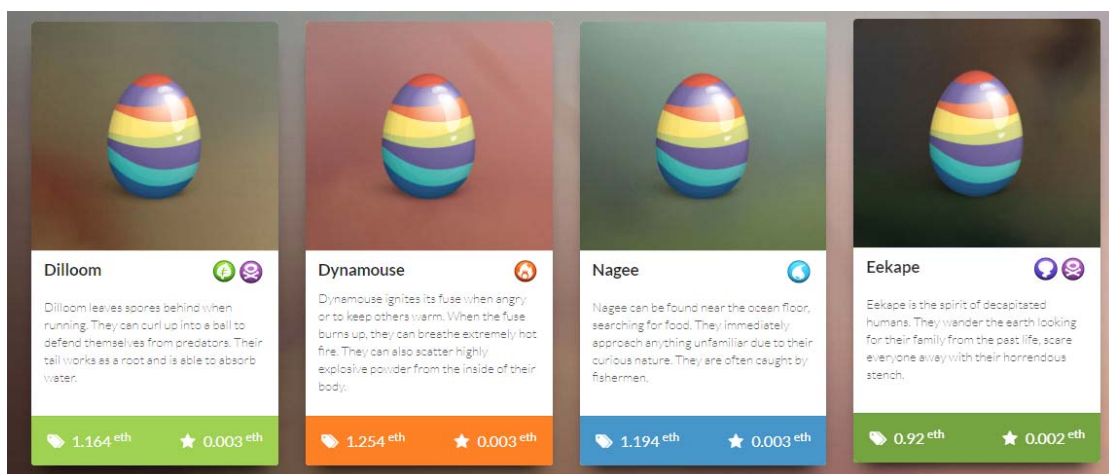 Dilloom
Dilloom leaves spores behind when
running. They can curl up into a ball to
defend themselves from predators. Their
tail works as a root and is able to absorb
water.
1.164 eth 0.003 eth
Dynamouse
Dynamouse ignites its fuse when angry
or to keep others warm. When the fuse
burns up, they can breathe extremely hot
fire. They can also scatter highly
explosive powder from the inside of their
body.
1.254 eth 0.003 eth
Nagee
Nagee can be found near the ocean floor,
searching for food. They immediately
approach anything unfamiliar due to their
curious nature. They are often caught by
fishermen.
1.194 eth 0.003 eth
Eekape
Eekape is the spirit of decapitated
humans. They wander the earth looking
for their family from the past life, scare
everyone away with their horrendous
stench.
0.92 eth 0.002 eth